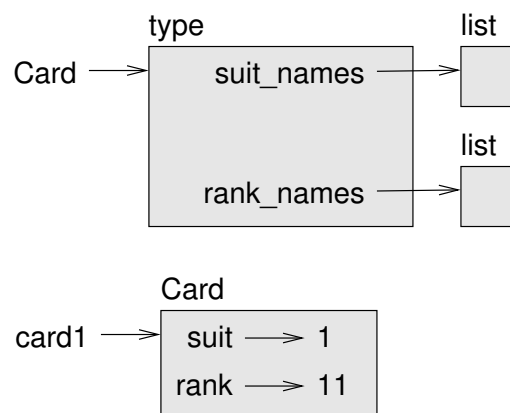 type
list
Card
suit_names
list
rank_names
Card
card1
suit
1
rank
11